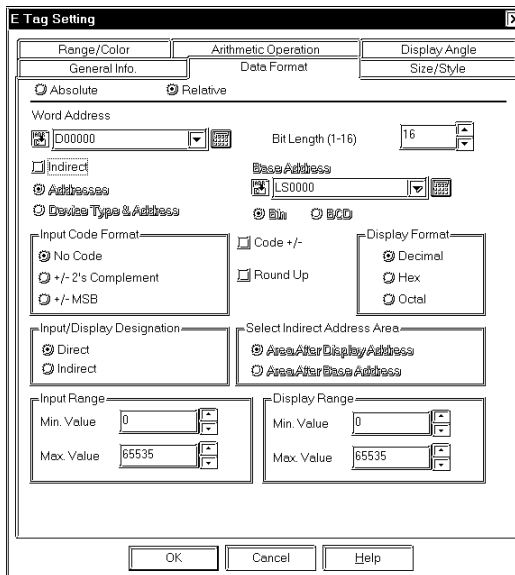 E Tag Setting
Range/Color Arithmetic Operation Display Angle
General Info. Data Format Size/Style
Absolute Relative
Word Address
D00000 Bit Length (1-16) 16
Indirect Base Address
Addresses LS0000
Device Type & Address Bin BCD
Input Code Format Code +/- Display Format
No Code Decimal
+/- 2's Complement Round Up Hex
+/- MSB Octal
Input/Display Designation Select Indirect Address Area
Direct Area After Display Address
Indirect Area After Base Address
Input Range Display Range
Min. Value 0 Min. Value 0
Max. Value 65535 Max. Value 65535
OK Cancel Help